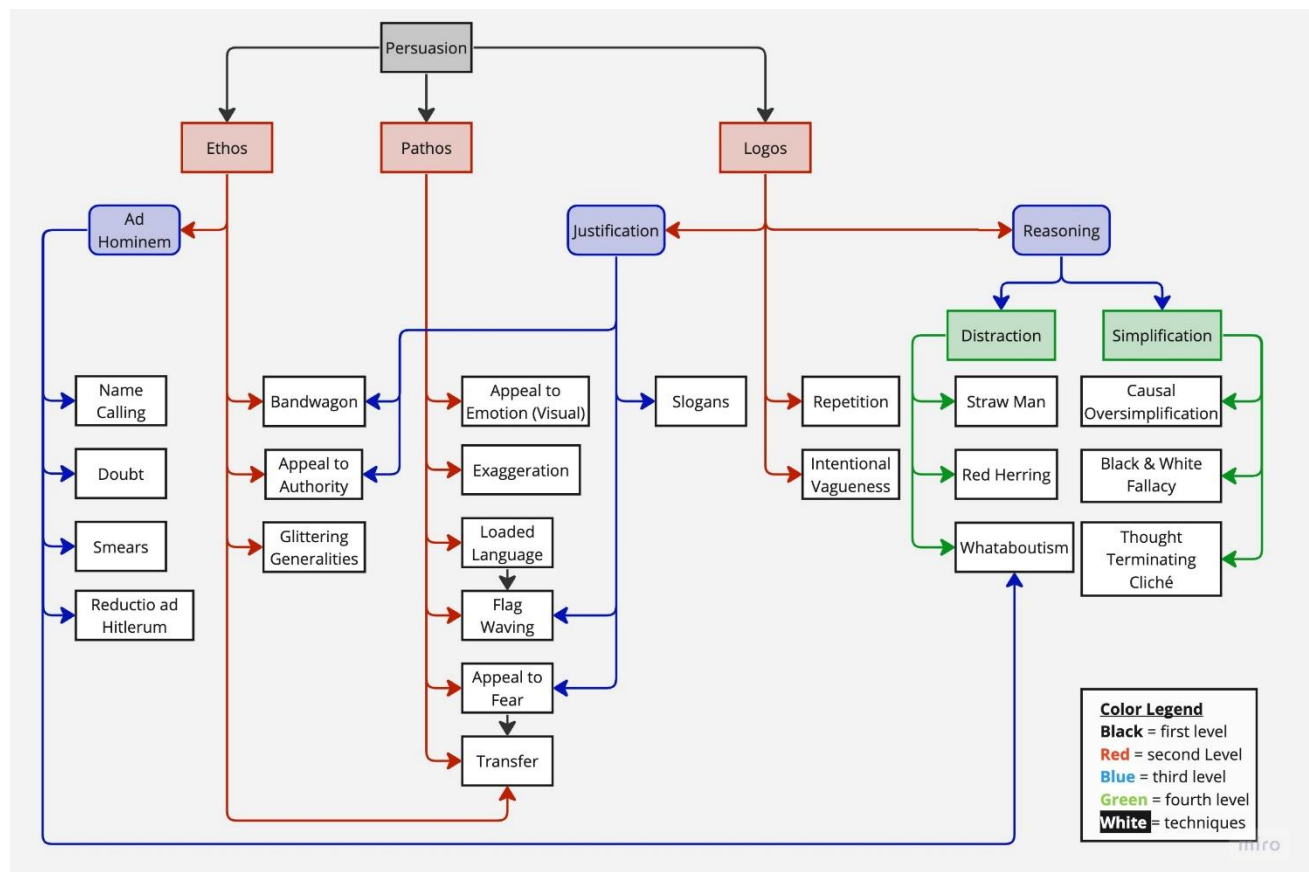 Persuasion
Ethos
Pathos
Logos
Ad
Hominem
Justification
Reasoning
Distraction
Simplification
Name
Calling
Bandwagon
Appeal to
Emotion (Visual)
Slogans
Repetition
Straw Man
Causal
Oversimplification
Doubt
Appeal to
Authority
Exaggeration
Intentional
Vagueness
Red Herring
Black & White
Fallacy
Smears
Glittering
Generalities
Loaded
Language
Whataboutism
Thought
Terminating
Cliché
Reductio ad
Hitlerum
Flag
Waving
Appeal to
Fear
Transfer
Color Legend
Black = first level
Red = second Level
Blue = third level
Green = fourth level
White = techniques
miro